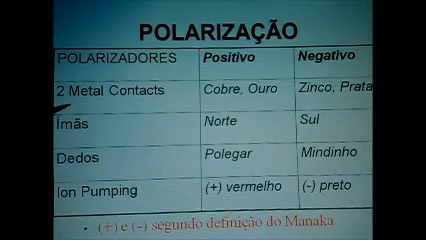 POLARIZAÇÃO
POLARIZADORES Positivo Negativo
2 Metal Contacts Cobre, Ouro Zinco, Prata
Ímãs Norte Sul
Dedos Polegar Mindinho
Ion Pumping (+) vermelho (-) preto
• (+) e (-) segundo definição do Manaka